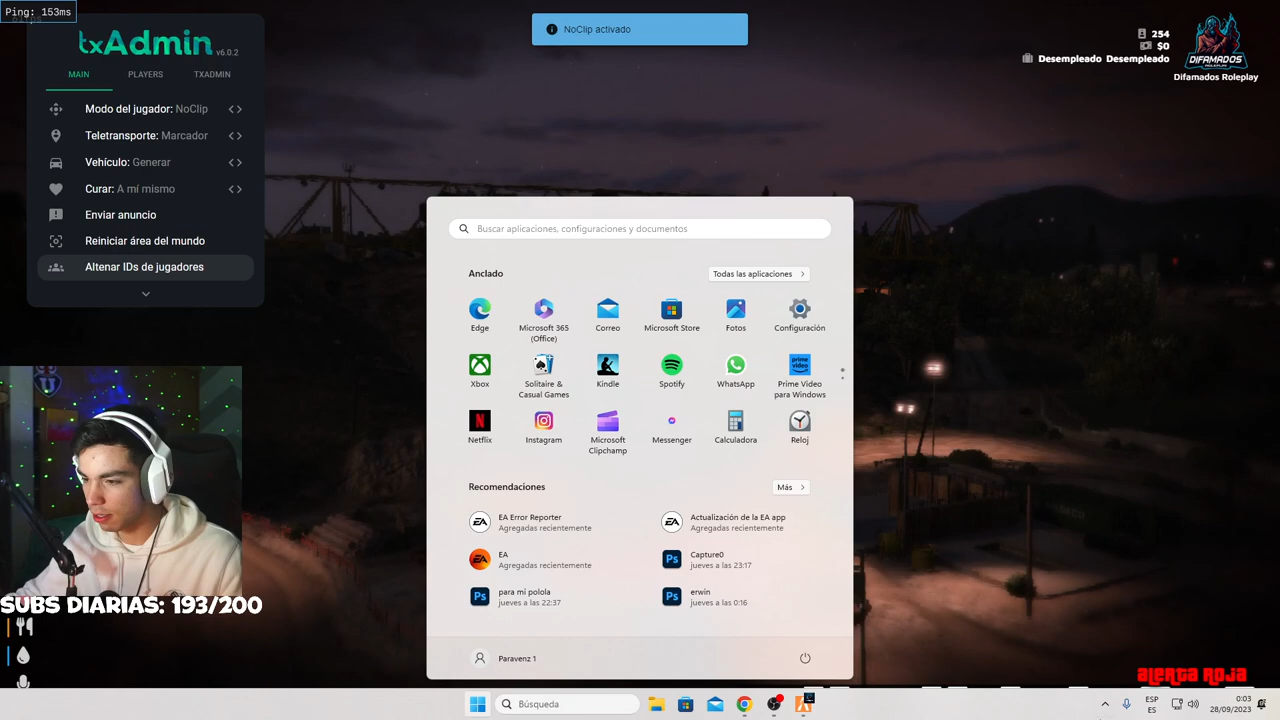 Ping: 153ms
txAdmin v6.0.2
MAIN PLAYERS TXADMIN
Modo del jugador: NoClip
Teletransporte: Marcador
Vehículo: Generar
Curar: A mí mismo
Enviar anuncio
Reiniciar área del mundo
Altenar IDs de jugadores
NoClip activado
254
$0
Desempleado Desempleado
DIFAMADOS
ROLEPLAY
Difamados Roleplay
Buscar aplicaciones, configuraciones y documentos
Anclado
Todas las aplicaciones
Edge
Microsoft 365
(Office)
Correo
Microsoft Store
Fotos
Configuración
Xbox
Solitaire &
Casual Games
Kindle
Spotify
WhatsApp
prime
video
Prime Video
para Windows
Netflix
Instagram
Microsoft
Clipchamp
Messenger
Calculadora
Reloj
Recomendaciones
Más
EA Error Reporter
Agregadas recientemente
Actualización de la EA app
Agregadas recientemente
EA
Agregadas recientemente
Capture0
jueves a las 23:17
para mi polola
jueves a las 22:37
erwin
jueves a las 0:16
Paravenz 1
SUBS DIARIAS: 193/200
ALERTA ROJA
Búsqueda
ESP
ES
0:03
28/09/2023